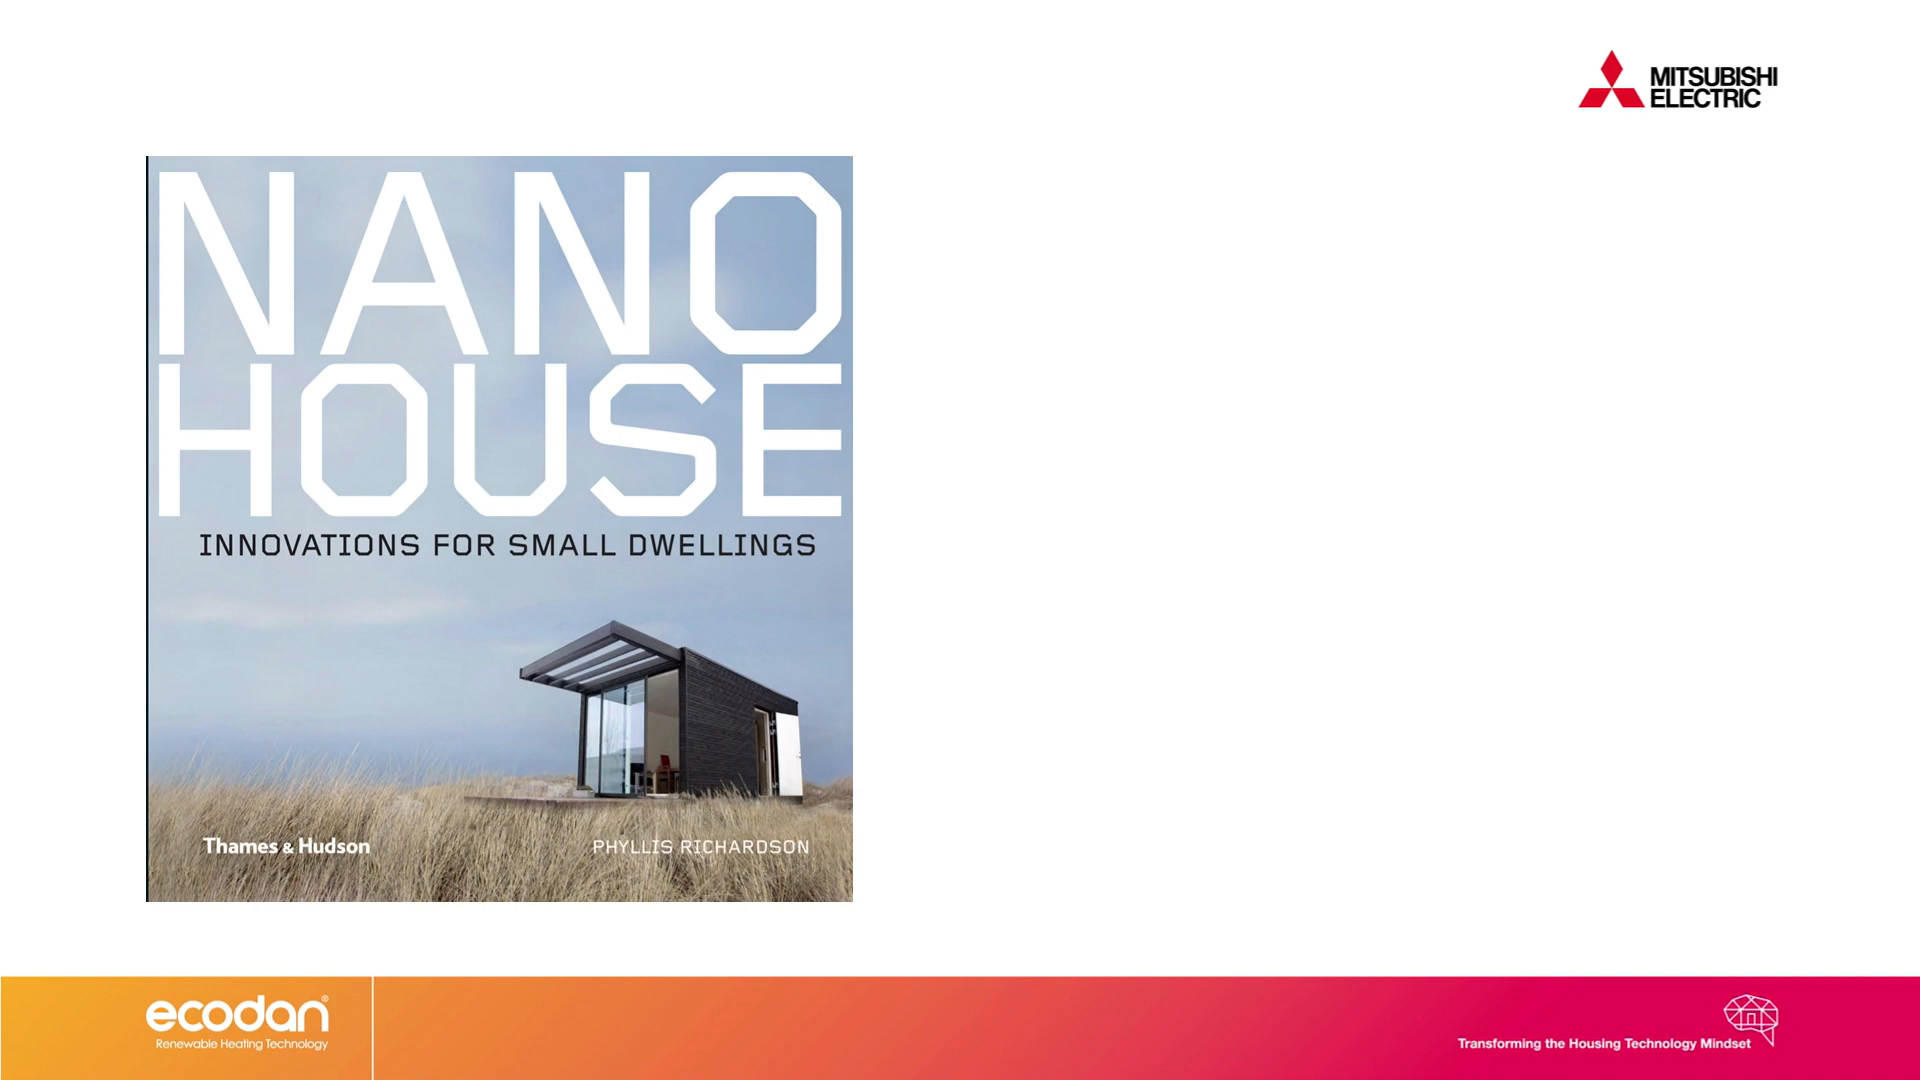 MITSUBISHI
ELECTRIC
NANO
HOUSE
INNOVATIONS FOR SMALL DWELLINGS
Thames & Hudson
PHYLLIS RICHARDSON
ecodan®
Renewable Heating Technology
Transforming the Housing Technology Mindset